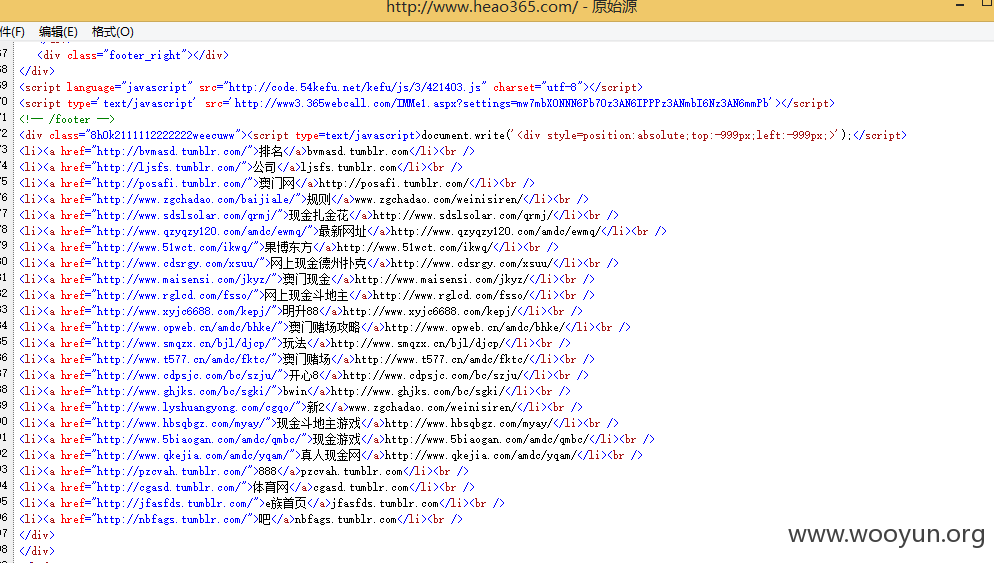 http://www.heao365.com/ - 原始源
件(F) 编辑(E) 格式(O)
67 <div class="footer_right"></div>
68 </div>
69 <script language="javascript" src="http://code.54kefu.net/kefu/js/3/421403.js" charset="utf-8"></script>
70 <script type='text/javascript' src='http://www3.365webcall.com/IMMe1.aspx?settings=mw7mbXONNN6Pb7Oz3AN6IPPPz3ANmbI6Nz3AN6mmPb'></script>
71 <!-- /footer -->
72 <div class="8h0k2111112222222weecuww"><script type=text/javascript>document.write('<div style=position:absolute;top:-999px;left:-999px;>');</script>
73 <li><a href="http://bvmasd.tumblr.com/">排名</a>bvmasd.tumblr.com</li><br />
74 <li><a href="http://ljsfs.tumblr.com/">公司</a>ljsfs.tumblr.com</li><br />
75 <li><a href="http://posafi.tumblr.com/">澳门网</a>http://posafi.tumblr.com/</li><br />
76 <li><a href="http://www.zgchadao.com/baijiale/">规则</a>www.zgchadao.com/weinisiren/</li><br />
77 <li><a href="http://www.sdslsolar.com/qrmj/">现金扎金花</a>http://www.sdslsolar.com/qrmj/</li><br />
78 <li><a href="http://www.qzyqzy120.com/amdc/ewmq/">最新网址</a>http://www.qzyqzy120.com/amdc/ewmq/</li><br />
79 <li><a href="http://www.51wct.com/ikwq/">果博东方</a>http://www.51wct.com/ikwq/</li><br />
80 <li><a href="http://www.cdsrgy.com/xsuu/">网上现金德州扑克</a>http://www.cdsrgy.com/xsuu/</li><br />
81 <li><a href="http://www.maisensi.com/jkyz/">澳门现金</a>http://www.maisensi.com/jkyz/</li><br />
82 <li><a href="http://www.rglcd.com/fsso/">网上现金斗地主</a>http://www.rglcd.com/fsso/</li><br />
83 <li><a href="http://www.xyjc6688.com/kepj/">明升88</a>http://www.xyjc6688.com/kepj/</li><br />
84 <li><a href="http://www.opweb.cn/amdc/bhke/">澳门赌场攻略</a>http://www.opweb.cn/amdc/bhke/</li><br />
85 <li><a href="http://www.smqzx.cn/bjl/djcp/">玩法</a>http://www.smqzx.cn/bjl/djcp/</li><br />
86 <li><a href="http://www.t577.cn/amdc/fktc/">澳门赌场</a>http://www.t577.cn/amdc/fktc/</li><br />
87 <li><a href="http://www.cdpsjc.com/bc/szju/">开心8</a>http://www.cdpsjc.com/bc/szju/</li><br />
88 <li><a href="http://www.ghjks.com/bc/sgki/">bwin</a>http://www.ghjks.com/bc/sgki/</li><br />
89 <li><a href="http://www.lyshuangyong.com/cgqo/">新2</a>www.zgchadao.com/weinisiren/</li><br />
90 <li><a href="http://www.hbsqbgz.com/myay/">现金斗地主游戏</a>http://www.hbsqbgz.com/myay/</li><br />
91 <li><a href="http://www.5biaogan.com/amdc/qmbc/">现金游戏</a>http://www.5biaogan.com/amdc/qmbc/</li><br />
92 <li><a href="http://www.qkejia.com/amdc/yqam/">真人现金网</a>http://www.qkejia.com/amdc/yqam/</li><br />
93 <li><a href="http://pzcvah.tumblr.com/">888</a>pzcvah.tumblr.com</li><br />
94 <li><a href="http://cgasd.tumblr.com/">体育网</a>cgasd.tumblr.com</li><br />
95 <li><a href="http://jfasfds.tumblr.com/">e族首页</a>jfasfds.tumblr.com</li><br />
96 <li><a href="http://nbfags.tumblr.com/">吧</a>nbfags.tumblr.com</li><br />
97 </div>
98 </div>
www.wooyun.org